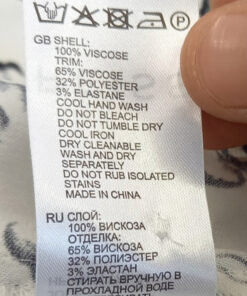 P
GB SHELL:
100% VISCOSE
TRIM:
65% VISCOSE
32% POLYESTER
3% ELASTANE
COOL HAND WASH
DO NOT BLEACH
DO NOT TUMBLE DRY
COOL IRON
DRY CLEANABLE
WASH AND DRY
SEPARATELY
DO NOT RUB ISOLATED
STAINS
MADE IN CHINA
RU СЛОЙ:
100% ВИСКОЗА
ОТДЕЛКА:
65% ВИСКОЗА
32% ПОЛИЭСТЕР
3% ЭЛАСТАН
СТИРАТЬ ВРУЧНУЮ В
ПРОХЛАДНОЙ ВОДЕ